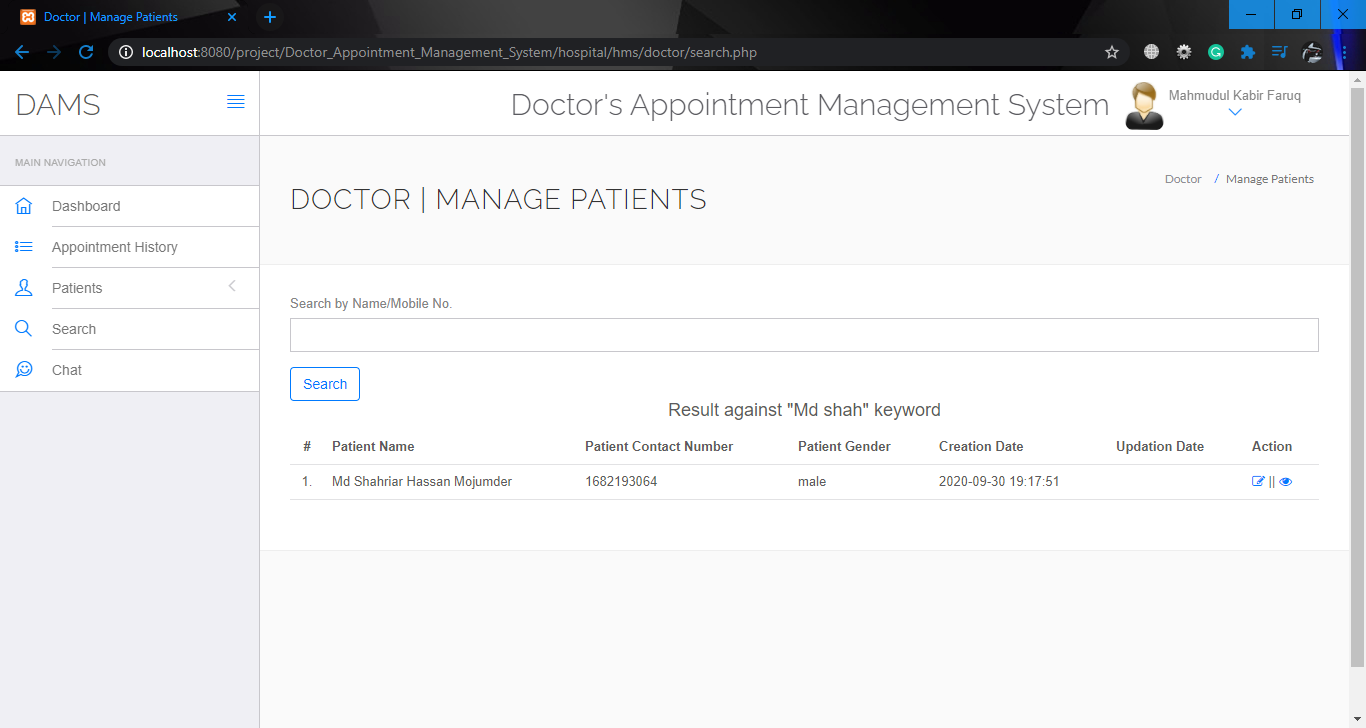 Doctor | Manage Patients
localhost:8080/project/Doctor_Appointment_Management_System/hospital/hms/doctor/search.php
DAMS
Doctor's Appointment Management System
Mahmudul Kabir Faruq
MAIN NAVIGATION
Dashboard
Appointment History
Patients
Search
Chat
DOCTOR | MANAGE PATIENTS
Doctor / Manage Patients
Search by Name/Mobile No.
Search
Result against "Md shah" keyword
# Patient Name Patient Contact Number Patient Gender Creation Date Updation Date Action
1. Md Shahriar Hassan Mojumder 1682193064 male 2020-09-30 19:17:51 ||